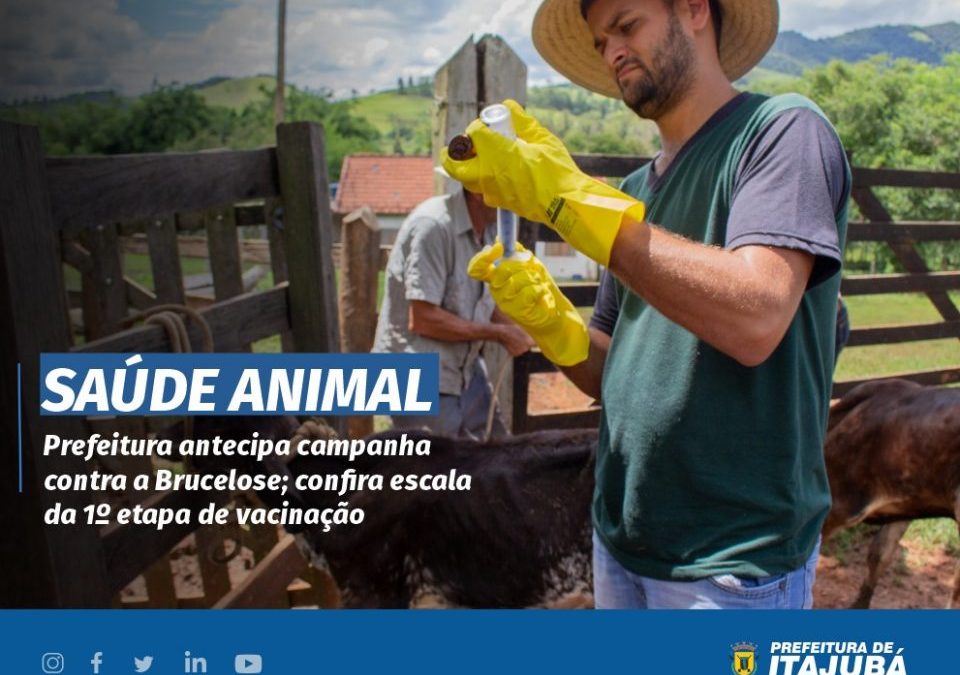 SAÚDE ANIMAL
Prefeitura antecipa campanha
contra a Brucelose; confira escala
da 1º etapa de vacinação
PREFEITURA DE
ITAJUBÁ